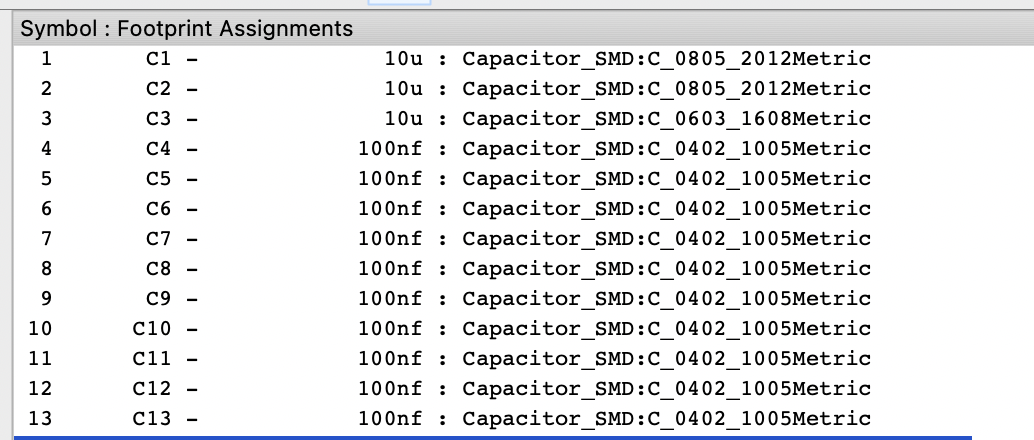 Symbol : Footprint Assignments
1 C1 - 10u : Capacitor_SMD:C_0805_2012Metric
2 C2 - 10u : Capacitor_SMD:C_0805_2012Metric
3 C3 - 10u : Capacitor_SMD:C_0603_1608Metric
4 C4 - 100nf : Capacitor_SMD:C_0402_1005Metric
5 C5 - 100nf : Capacitor_SMD:C_0402_1005Metric
6 C6 - 100nf : Capacitor_SMD:C_0402_1005Metric
7 C7 - 100nf : Capacitor_SMD:C_0402_1005Metric
8 C8 - 100nf : Capacitor_SMD:C_0402_1005Metric
9 C9 - 100nf : Capacitor_SMD:C_0402_1005Metric
10 C10 - 100nf : Capacitor_SMD:C_0402_1005Metric
11 C11 - 100nf : Capacitor_SMD:C_0402_1005Metric
12 C12 - 100nf : Capacitor_SMD:C_0402_1005Metric
13 C13 - 100nf : Capacitor_SMD:C_0402_1005Metric